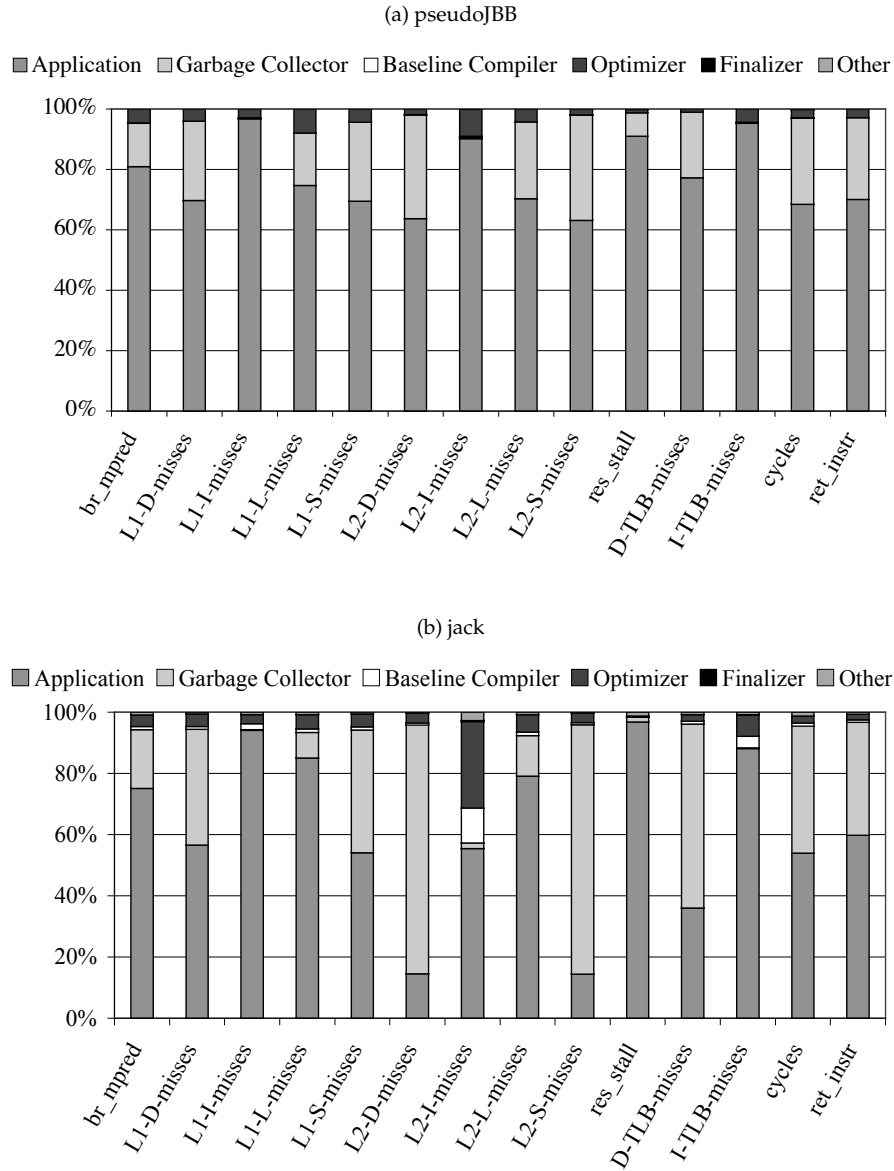 (a) pseudoJBB
Application Garbage Collector Baseline Compiler Optimizer Finalizer Other
100%
80%
60%
40%
20%
0%
br_mpred
L1-D-misses
L1-I-misses
L1-L-misses
L1-S-misses
L2-D-misses
L2-I-misses
L2-L-misses
L2-S-misses
res_stall
D-TLB-misses
I-TLB-misses
cycles
ret_instr
(b) jack
Application Garbage Collector Baseline Compiler Optimizer Finalizer Other
100%
80%
60%
40%
20%
0%
br_mpred
L1-D-misses
L1-I-misses
L1-L-misses
L1-S-misses
L2-D-misses
L2-I-misses
L2-L-misses
L2-S-misses
res_stall
D-TLB-misses
I-TLB-misses
cycles
ret_instr